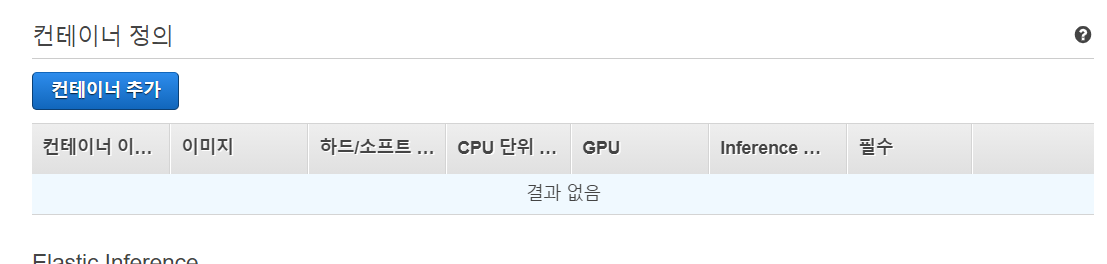 컨테이너 정의
컨테이너 추가
컨테이너 이... 이미지 하드/소프트 ... CPU 단위 ... GPU Inference ... 필수
결과 없음
Elastic Inference